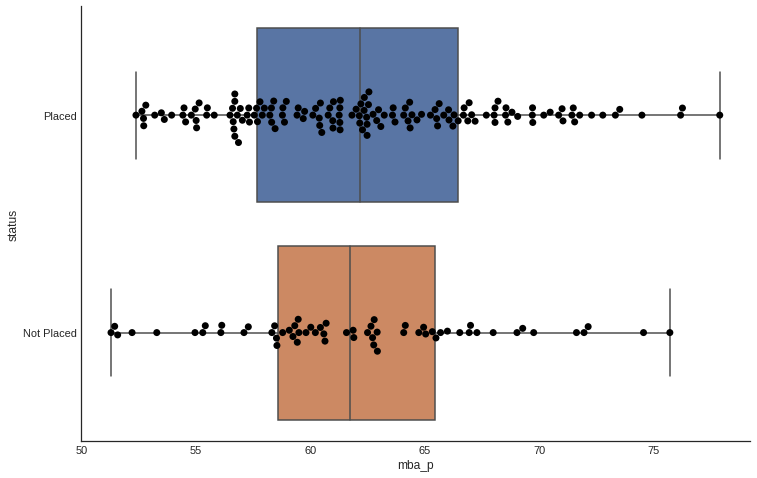 Placed
Not Placed
status
50 55 60 65 70 75
mba_p